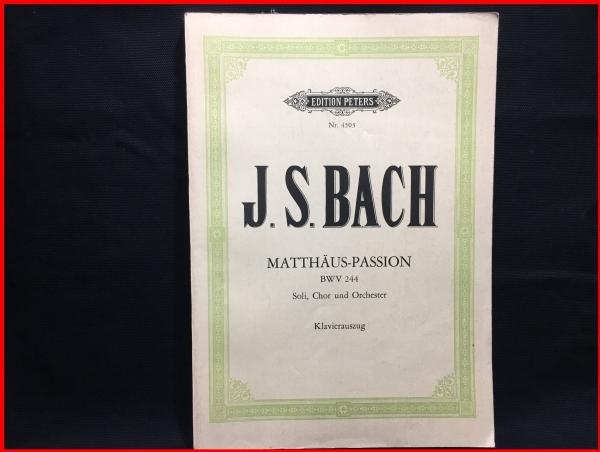 EDITION PETERS
Nr. 4503
J. S. BACH
MATTHÄUS-PASSION
BWV 244
Soli, Chor und Orchester
Klavierauszug